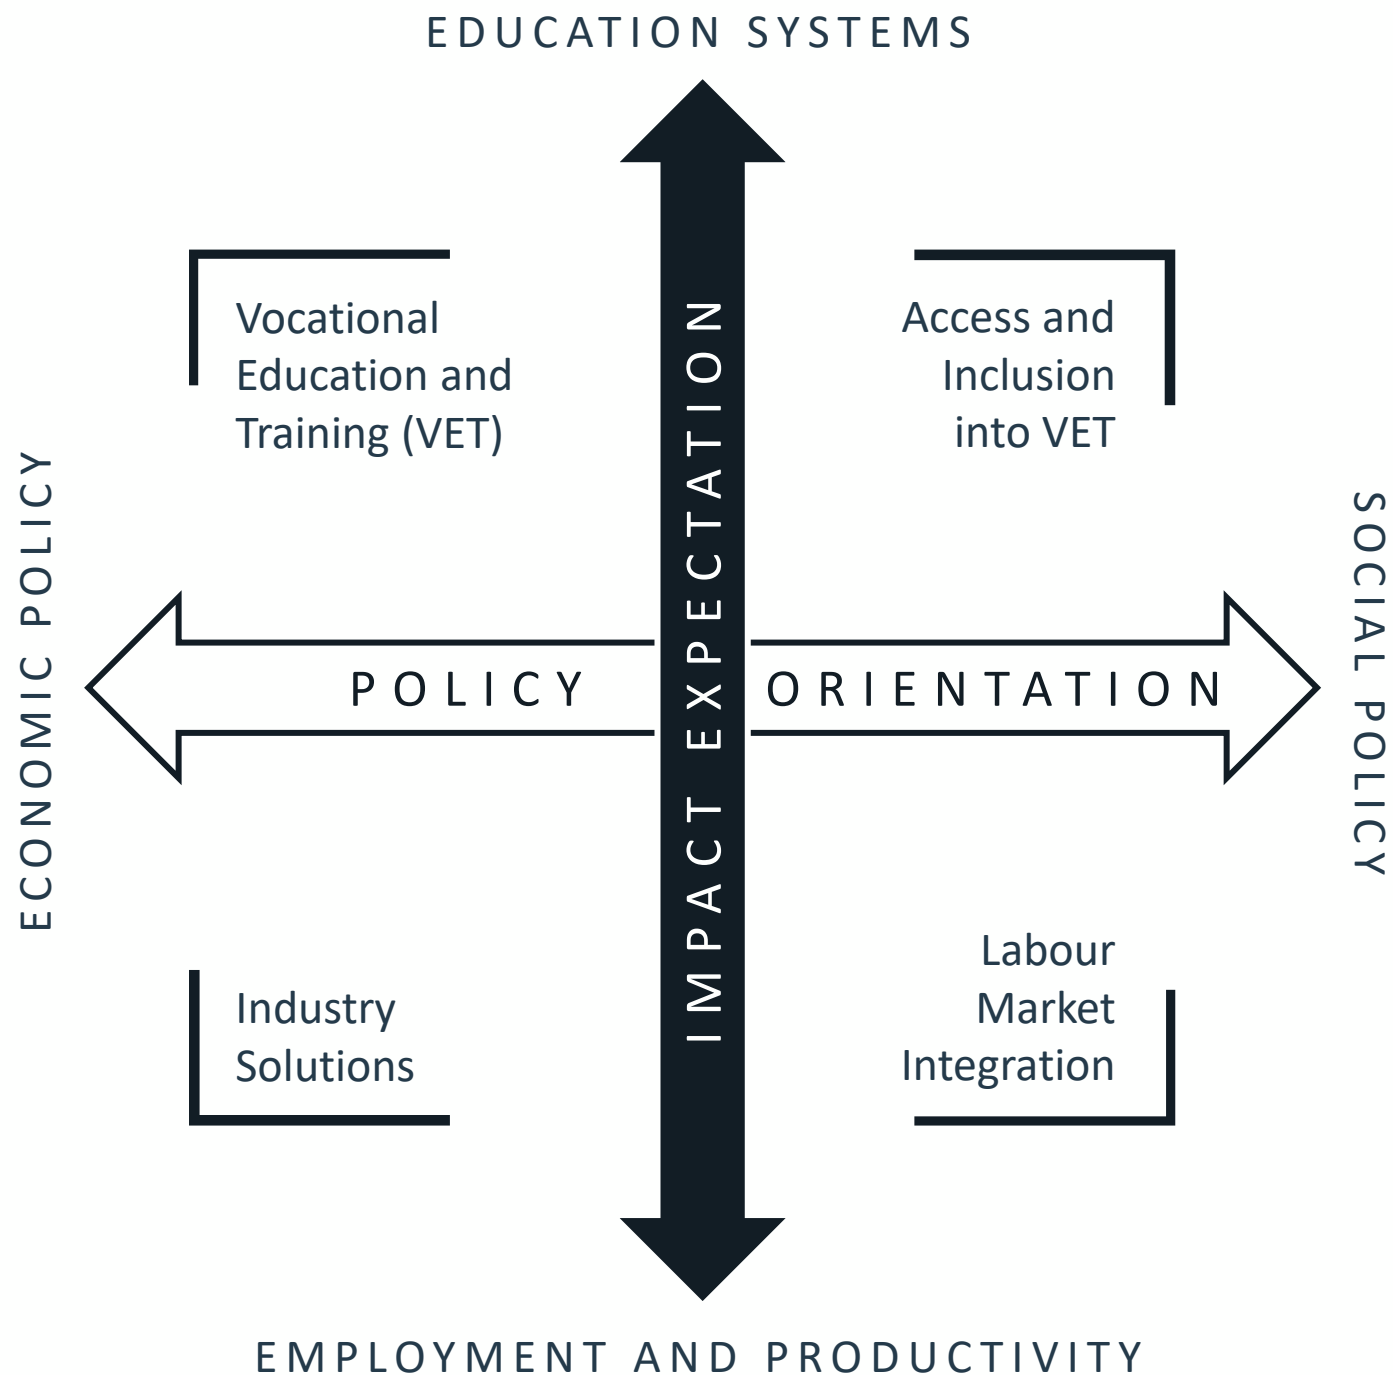 EDUCATION SYSTEMS
Vocational
Education and
Training (VET)
Access and
Inclusion
into VET
ECONOMIC POLICY
POLICY ORIENTATION
IMPACT EXPECTATION
SOCIAL POLICY
Industry
Solutions
Labour
Market
Integration
EMPLOYMENT AND PRODUCTIVITY